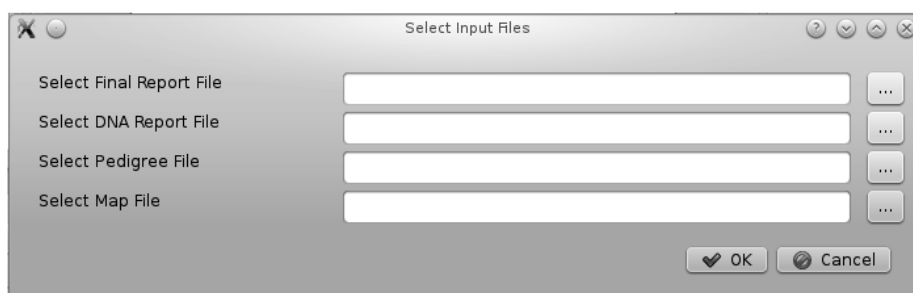 Select Input Files
Select Final Report File
...
Select DNA Report File
...
Select Pedigree File
...
Select Map File
...
OK Cancel